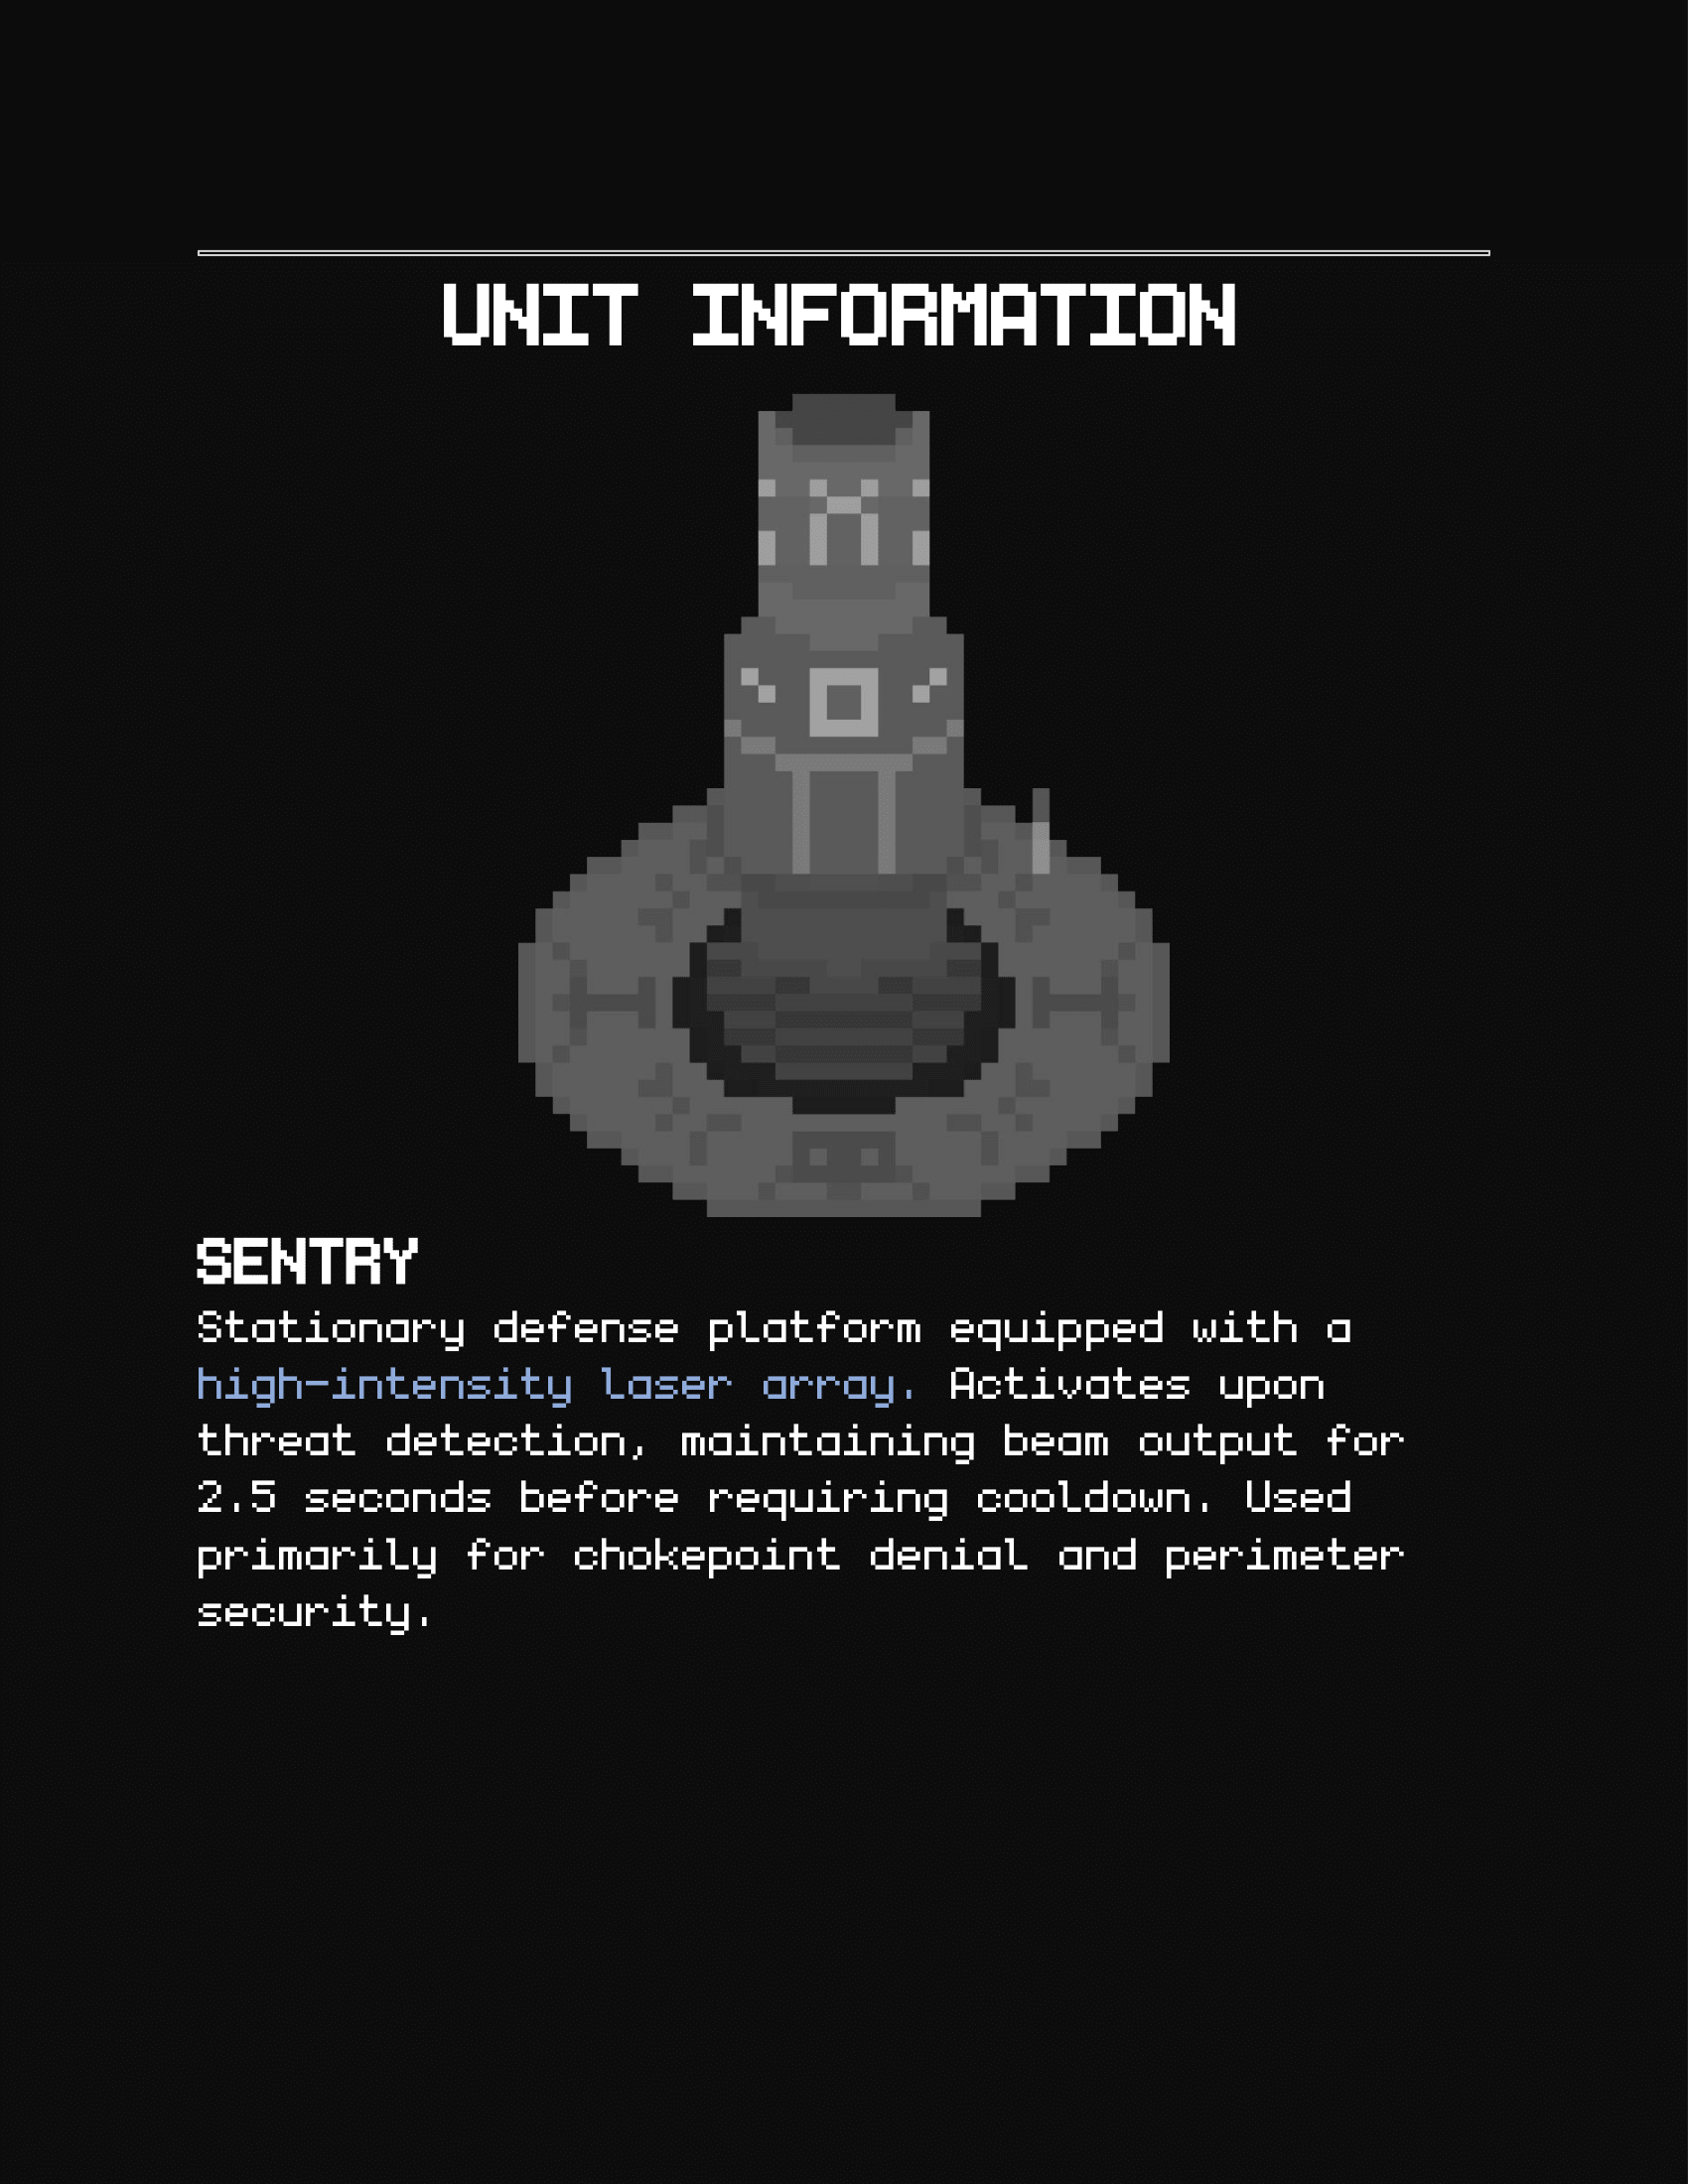 UNIT INFORMATION
SENTRY
Stationary defense platform equipped with a
high-intensity laser array. Activates upon
threat detection, maintaining beam output for
2.5 seconds before requiring cooldown. Used
primarily for chokepoint denial and perimeter
security.